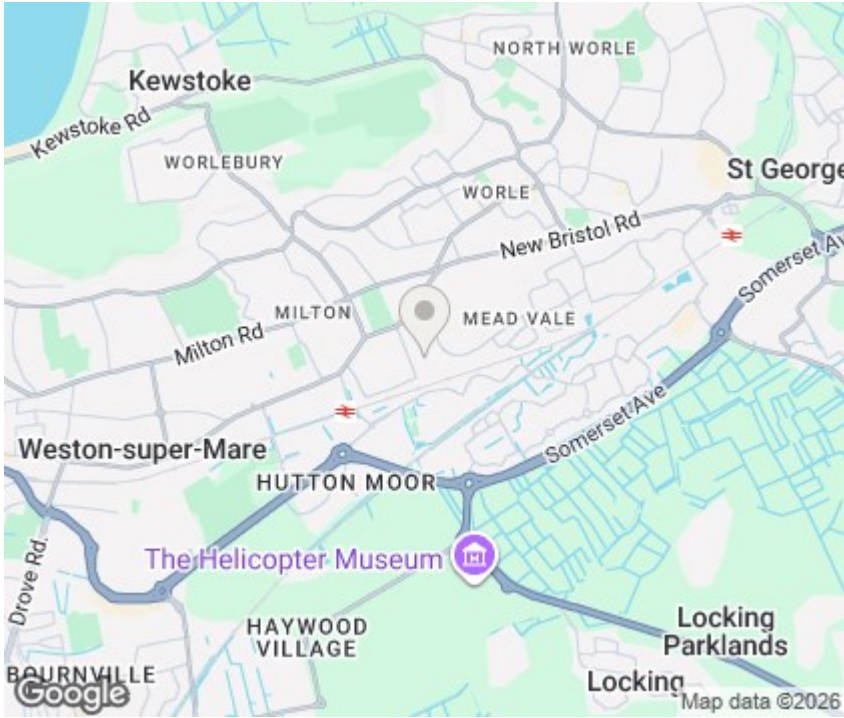 NORTH WORLE
Kewstoke
Kewstoke Rd
WORLEBURY
St George
WORLE
New Bristol Rd
Somerset Av
MILTON
MEAD VALE
Milton Rd
Somerset Ave
Weston-super-Mare
HUTTON MOOR
The Helicopter Museum
Drove Rd.
HAYWOOD
VILLAGE
Locking
Parklands
BOURNVILLE
Locking
Google
Map data ©2026